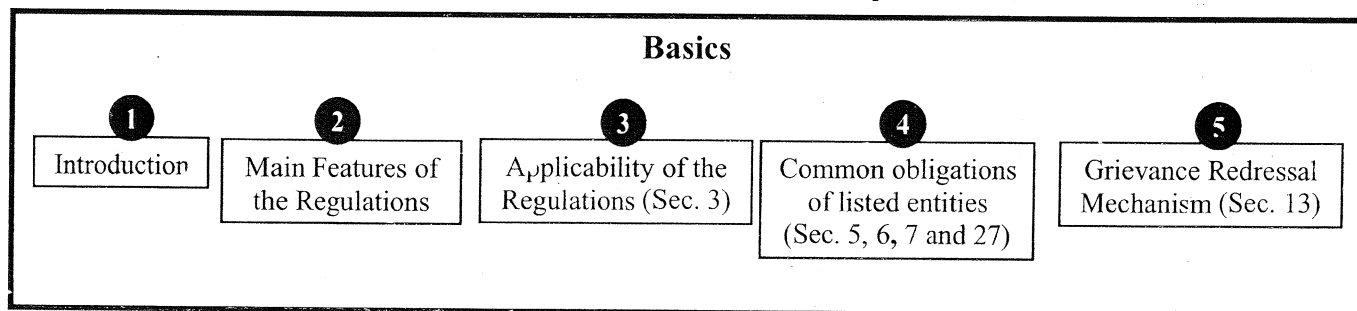 Basics
1
Introduction
2
Main Features of
the Regulations
3
Applicability of the
Regulations (Sec. 3)
4
Common obligations
of listed entities
(Sec. 5, 6, 7 and 27)
5
Grievance Redressal
Mechanism (Sec. 13)